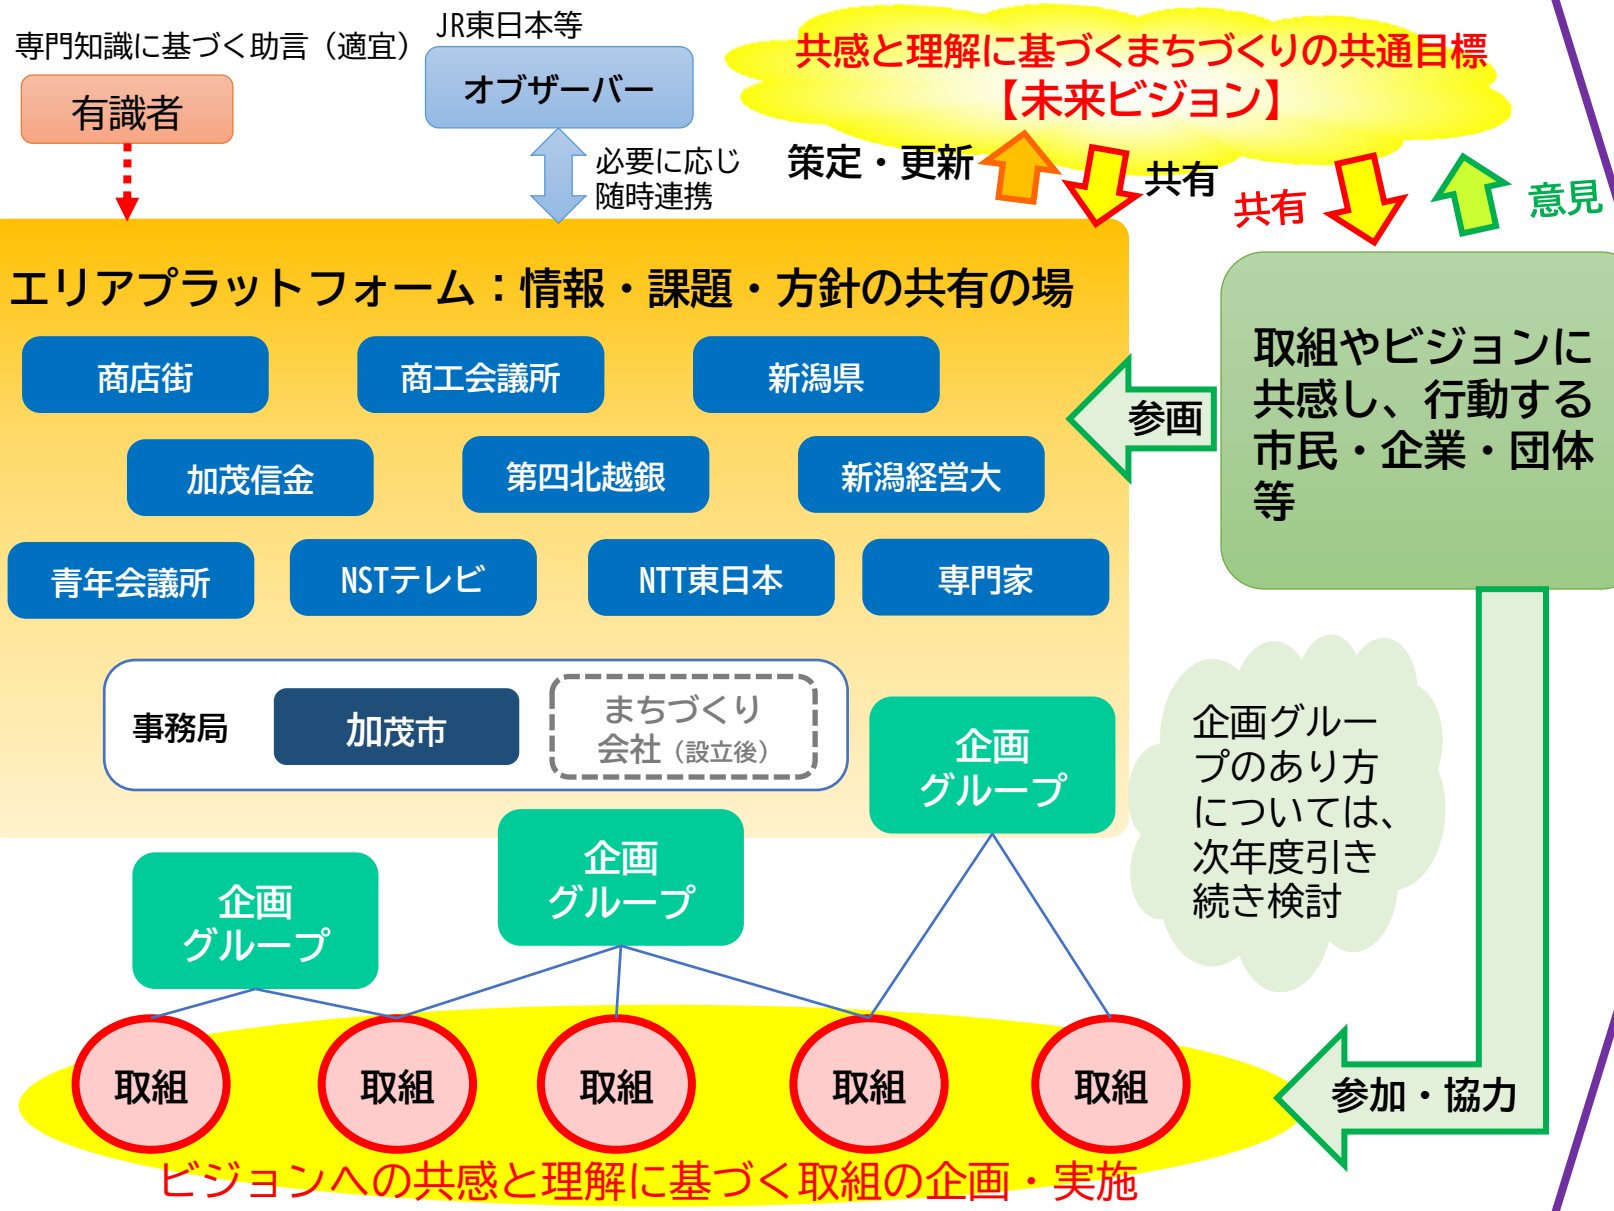 専門知識に基づく助言（適宜）
有識者
JR東日本等
オブザーバー
必要に応じ
随時連携
共感と理解に基づくまちづくりの共通目標
【未来ビジョン】
策定・更新
共有
共有
意見
エリアプラットフォーム：情報・課題・方針の共有の場
商店街
商工会議所
新潟県
加茂信金
第四北越銀
新潟経営大
青年会議所
NSTテレビ
NTT東日本
専門家
参画
取組やビジョンに
共感し、行動する
市民・企業・団体
等
事務局
加茂市
まちづくり
会社（設立後）
企画
グループ
企画
グループ
企画
グループ
企画グルー
プのあり方
については、
次年度引き
続き検討
取組
取組
取組
取組
取組
参加・協力
ビジョンへの共感と理解に基づく取組の企画・実施